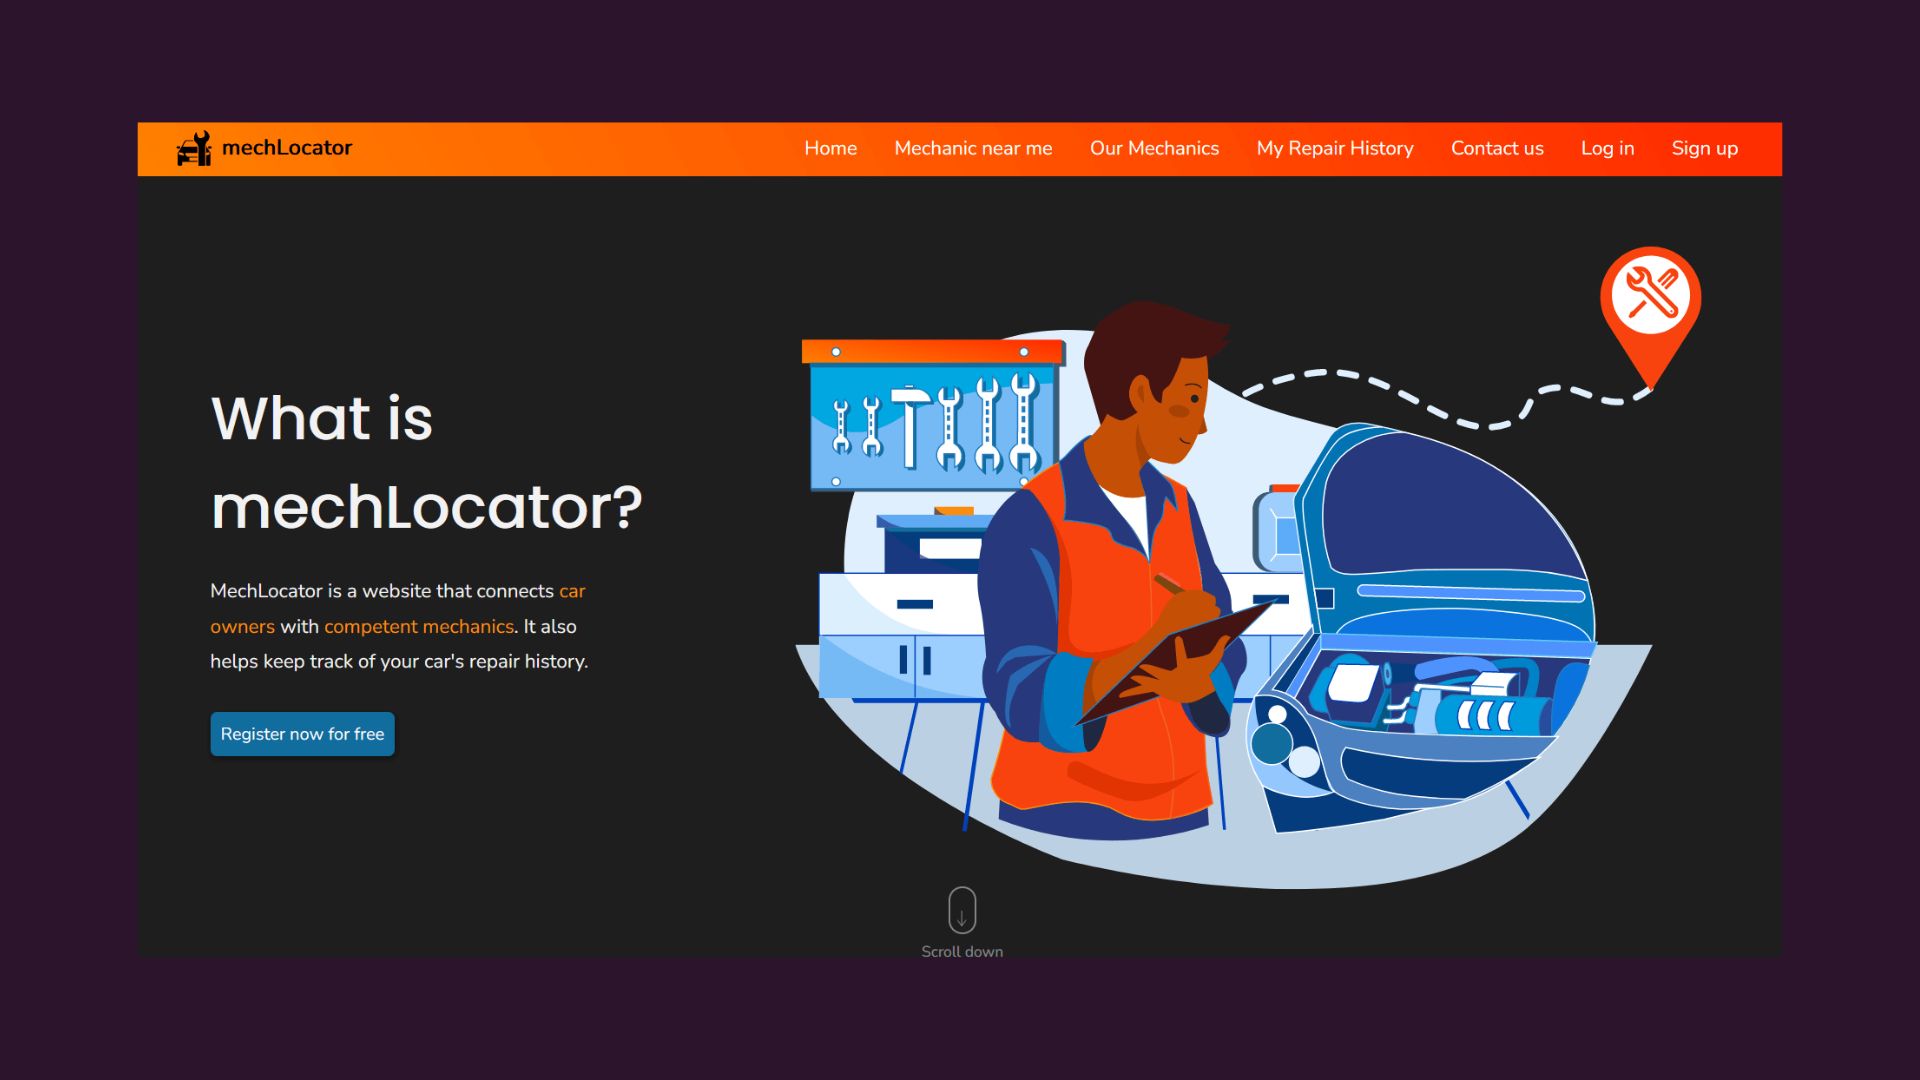 mechLocator
Home Mechanic near me Our Mechanics My Repair History Contact us Log in Sign up
What is
mechLocator?
MechLocator is a website that connects car
owners with competent mechanics. It also
helps keep track of your car's repair history.
Register now for free
Scroll down